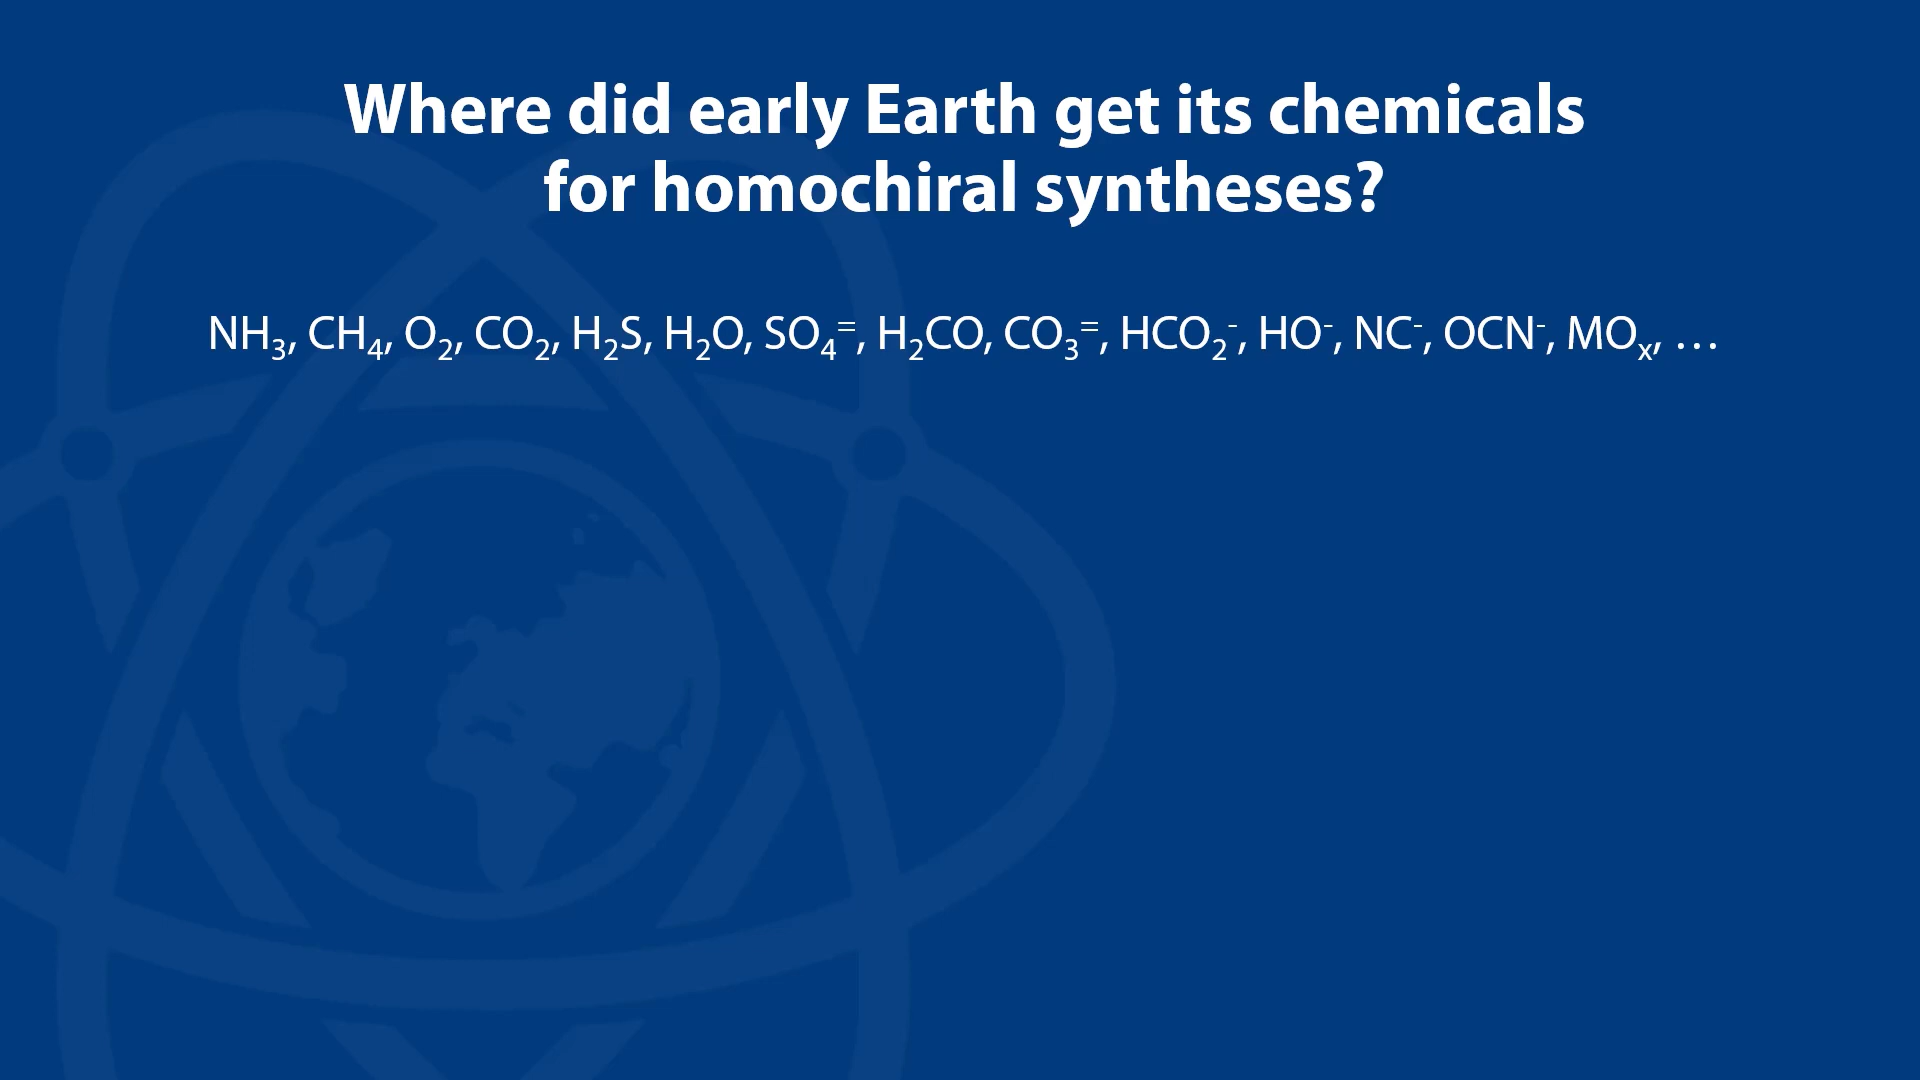 Where did early Earth get its chemicals
for homochiral syntheses?
NH₃, CH₄, O₂, CO₂, H₂S, H₂O, SO₄⁼, H₂CO, CO₃⁼, HCO₂⁻, HO⁻, NC⁻, OCN⁻, MOₓ, …